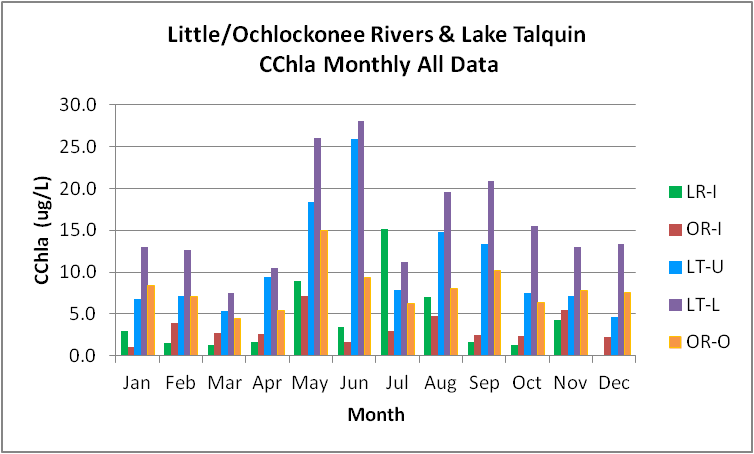 Little/Ochlockonee Rivers & Lake Talquin
CChla Monthly All Data
CChla (ug/L)
30.0
25.0
20.0
15.0
10.0
5.0
0.0
Jan Feb Mar Apr May Jun Jul Aug Sep Oct Nov Dec
Month
LR-I
OR-I
LT-U
LT-L
OR-O